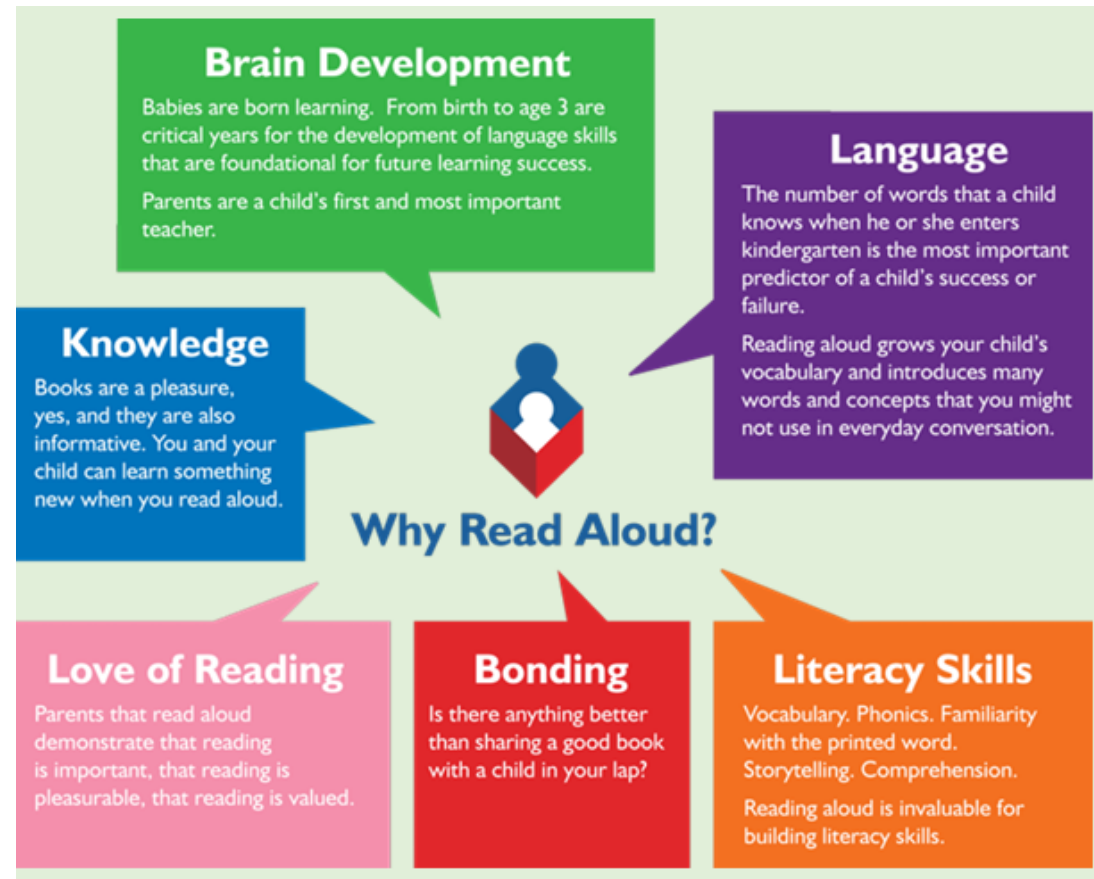 Brain Development
Babies are born learning.  From birth to age 3 are
critical years for the development of language skills
that are foundational for future learning success.
Parents are a child's first and most important
teacher.
Language
The number of words that a child
knows when he or she enters
kindergarten is the most important
predictor of a child's success or
failure.
Reading aloud grows your child's
vocabulary and introduces many
words and concepts that you might
not use in everyday conversation.
Knowledge
Books are a pleasure,
yes, and they are also
informative. You and your
child can learn something
new when you read aloud.
Why Read Aloud?
Love of Reading
Parents that read aloud
demonstrate that reading
is important, that reading is
pleasurable, that reading is valued.
Bonding
Is there anything better
than sharing a good book
with a child in your lap?
Literacy Skills
Vocabulary. Phonics. Familiarity
with the printed word.
Storytelling. Comprehension.
Reading aloud is invaluable for
building literacy skills.